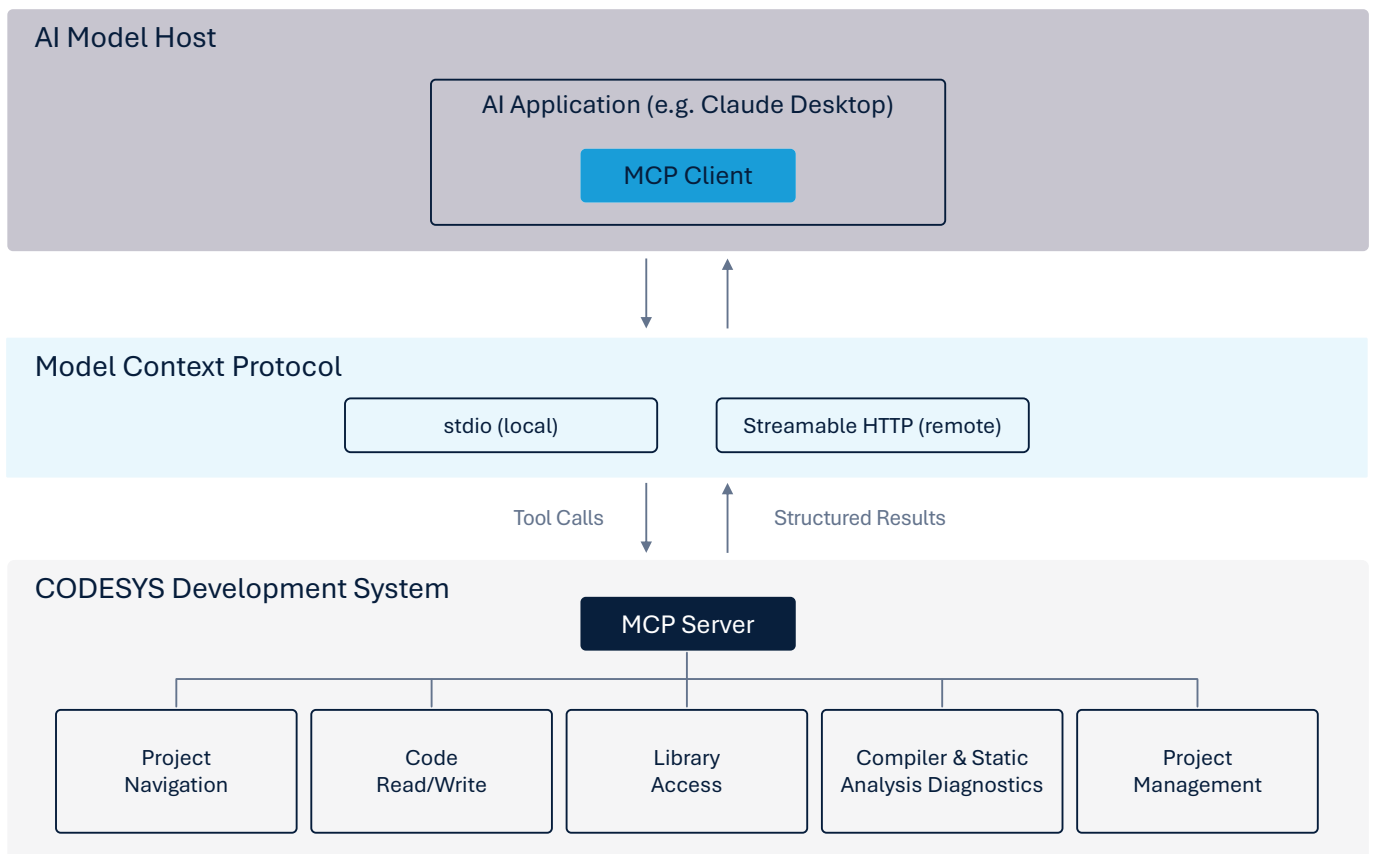 AI Model Host
AI Application (e.g. Claude Desktop)
MCP Client
Model Context Protocol
stdio (local)
Streamable HTTP (remote)
Tool Calls
Structured Results
CODESYS Development System
MCP Server
Project
Navigation
Code
Read/Write
Library
Access
Compiler & Static
Analysis Diagnostics
Project
Management